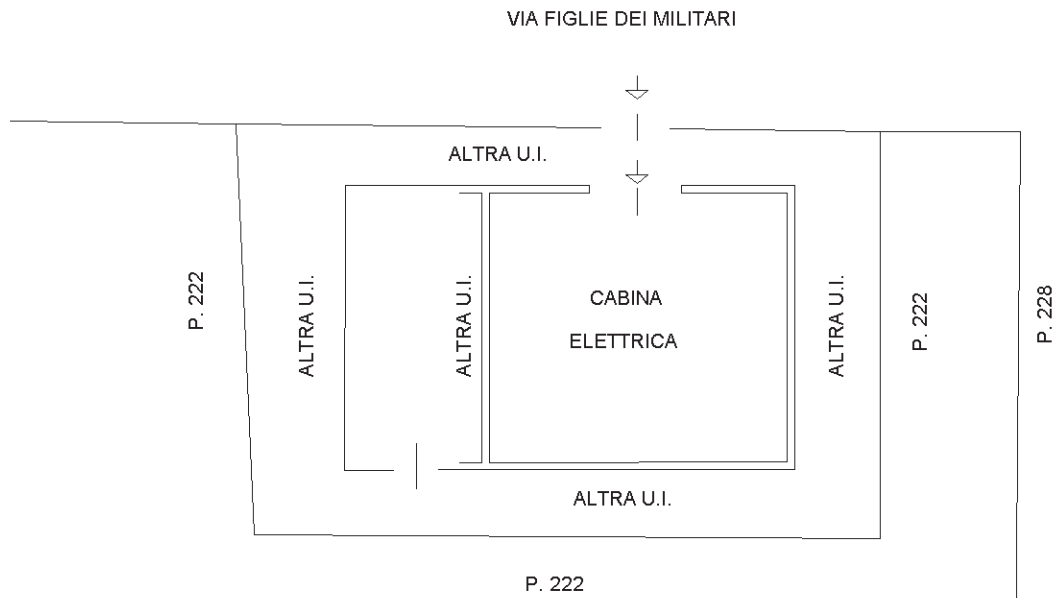 VIA FIGLIE DEI MILITARI
ALTRA U.I.
P. 222
ALTRA U.I.
ALTRA U.I.
CABINA
ELETTRICA
ALTRA U.I.
P. 222
P. 228
ALTRA U.I.
P. 222